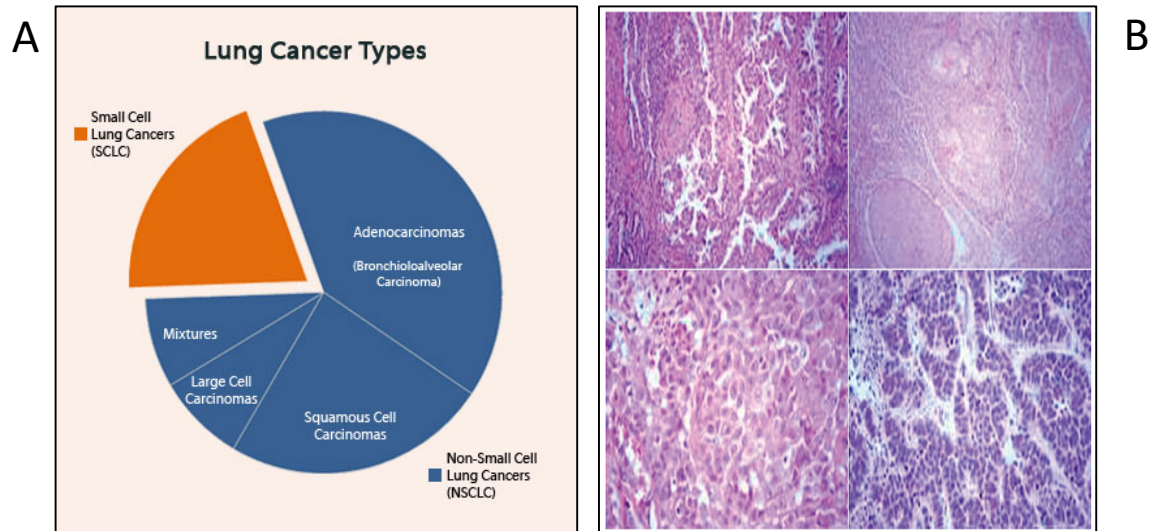 A
B
Lung Cancer Types
Small Cell
Lung Cancers
(SCLC)
Adenocarcinomas
(Bronchioloalveolar
Carcinoma)
Mixtures
Large Cell
Carcinomas
Squamous Cell
Carcinomas
Non-Small Cell
Lung Cancers
(NSCLC)